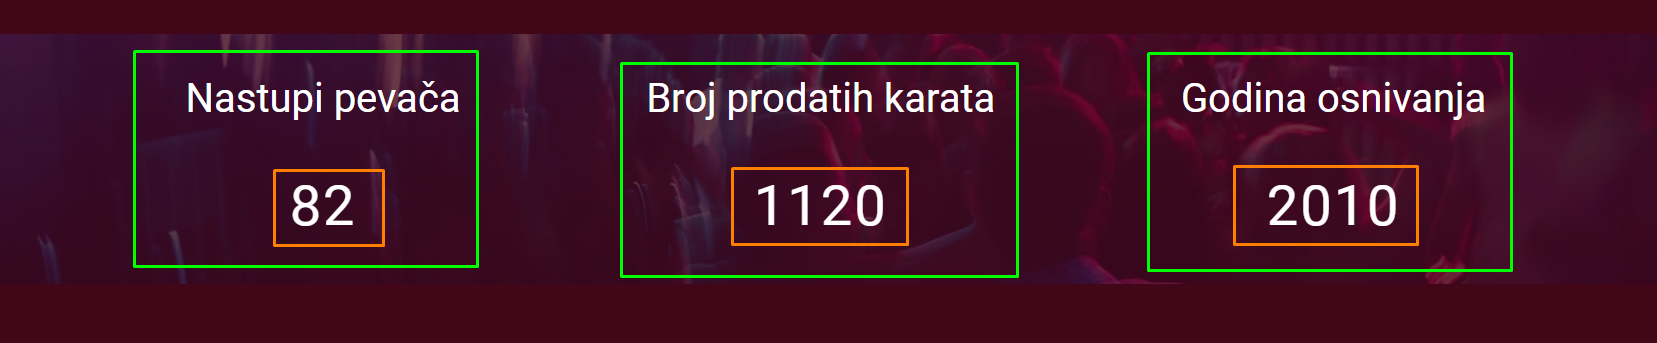 Nastupi pevača
82
Broj prodatih karata
1120
Godina osnivanja
2010